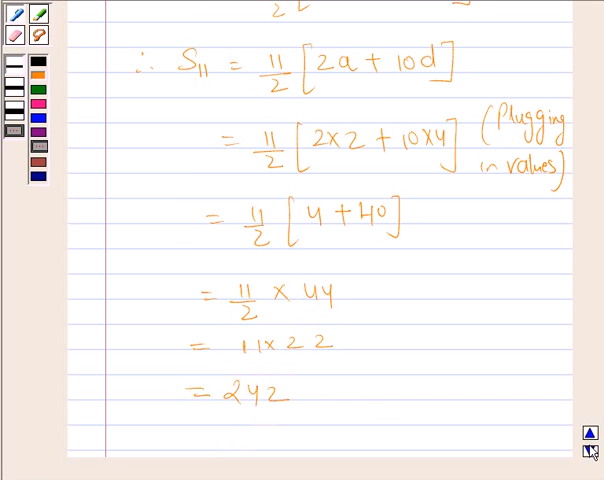 2 [ ]
∴ S₁₁ = 11/2 [2a + 10d]
= 11/2 [2×2 + 10×4] (Plugging in values)
= 11/2 [4 + 40]
= 11/2 × 44
= 11×22
= 242